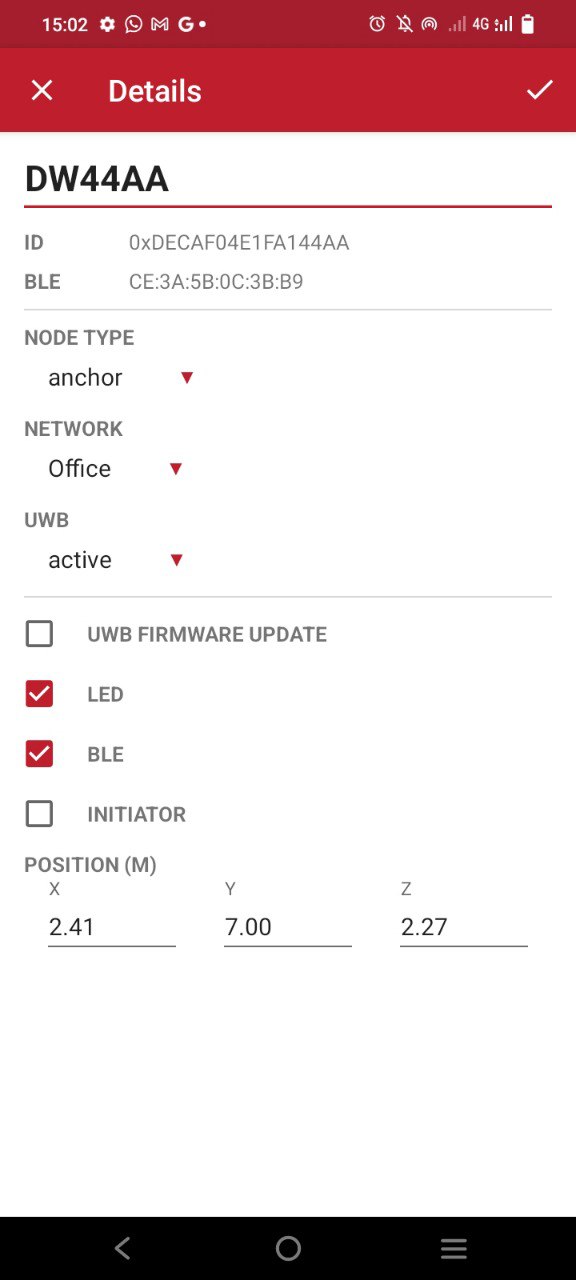 15:02 4G
Details
DW44AA
ID 0xDECAF04E1FA144AA
BLE CE:3A:5B:0C:3B:B9
NODE TYPE
anchor
NETWORK
Office
UWB
active
UWB FIRMWARE UPDATE
LED
BLE
INITIATOR
POSITION (M)
X Y Z
2.41 7.00 2.27